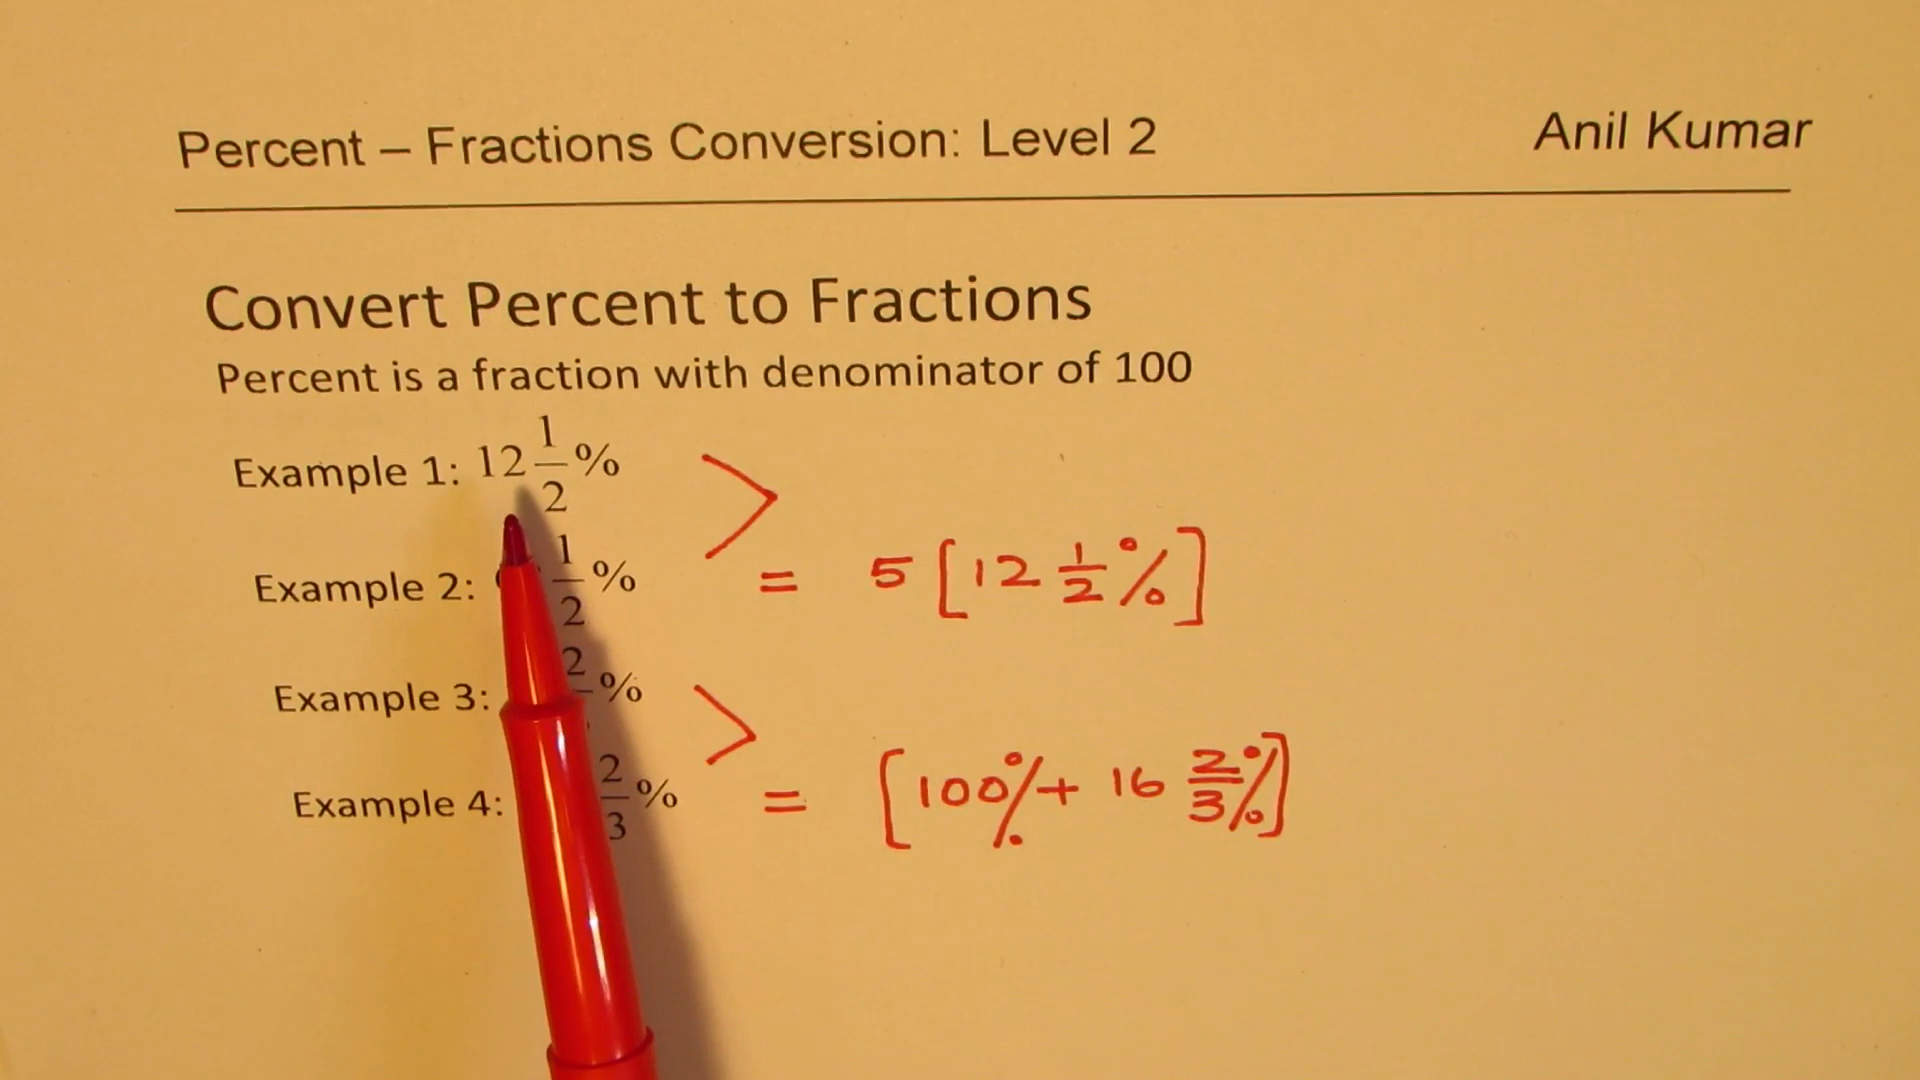 Percent – Fractions Conversion: Level 2 Anil Kumar
Convert Percent to Fractions
Percent is a fraction with denominator of 100
Example 1: 12 1/2 %
Example 2: 1/2 %
= 5 [12 1/2 %]
Example 3: 2 %
Example 4: 2/3 %
= [100% + 16 2/3 %]